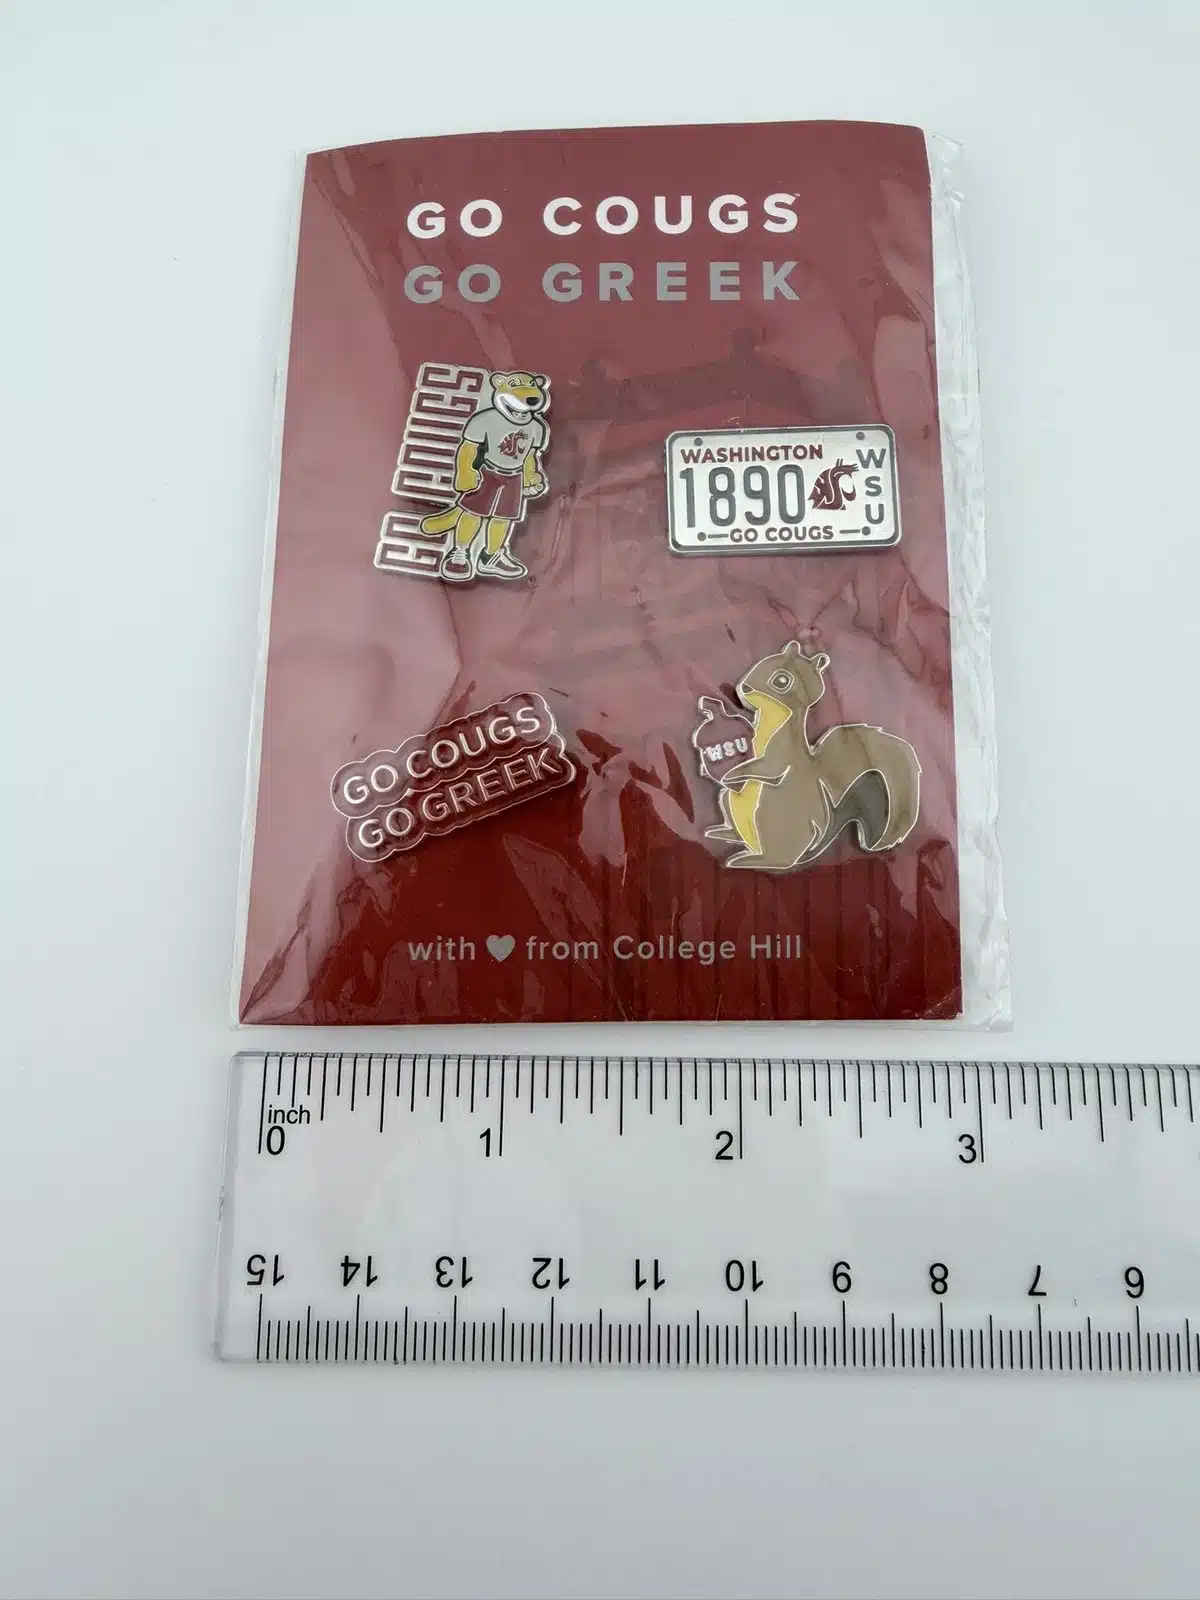 GO COUGS™
GO GREEK
GO COUGS
WASHINGTON
1890
WSU
GO COUGS
GO COUGS
GO GREEK
WSU
with ♥ from College Hill
inch
0 1 2 3
15 14 13 12 11 10 9 8 7 6